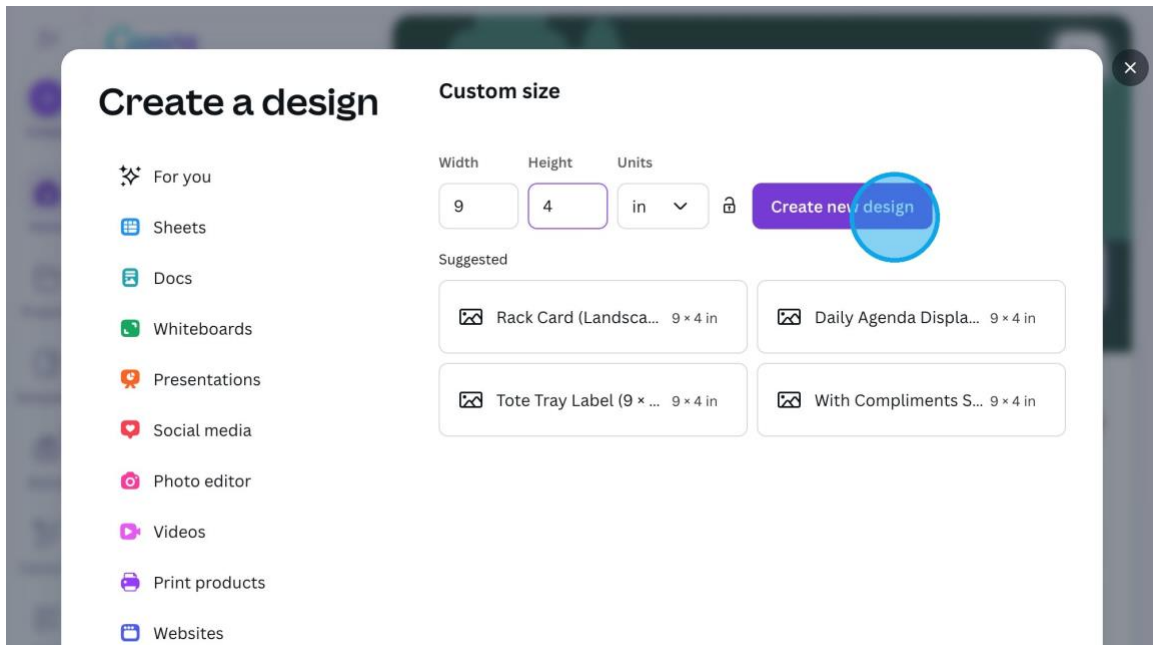 Create a design
For you
Sheets
Docs
Whiteboards
Presentations
Social media
Photo editor
Videos
Print products
Websites
Custom size
Width Height Units
9 4 in Create new design
Suggested
Rack Card (Landsca... 9 × 4 in Daily Agenda Displa... 9 × 4 in
Tote Tray Label (9 × ... 9 × 4 in With Compliments S... 9 × 4 in